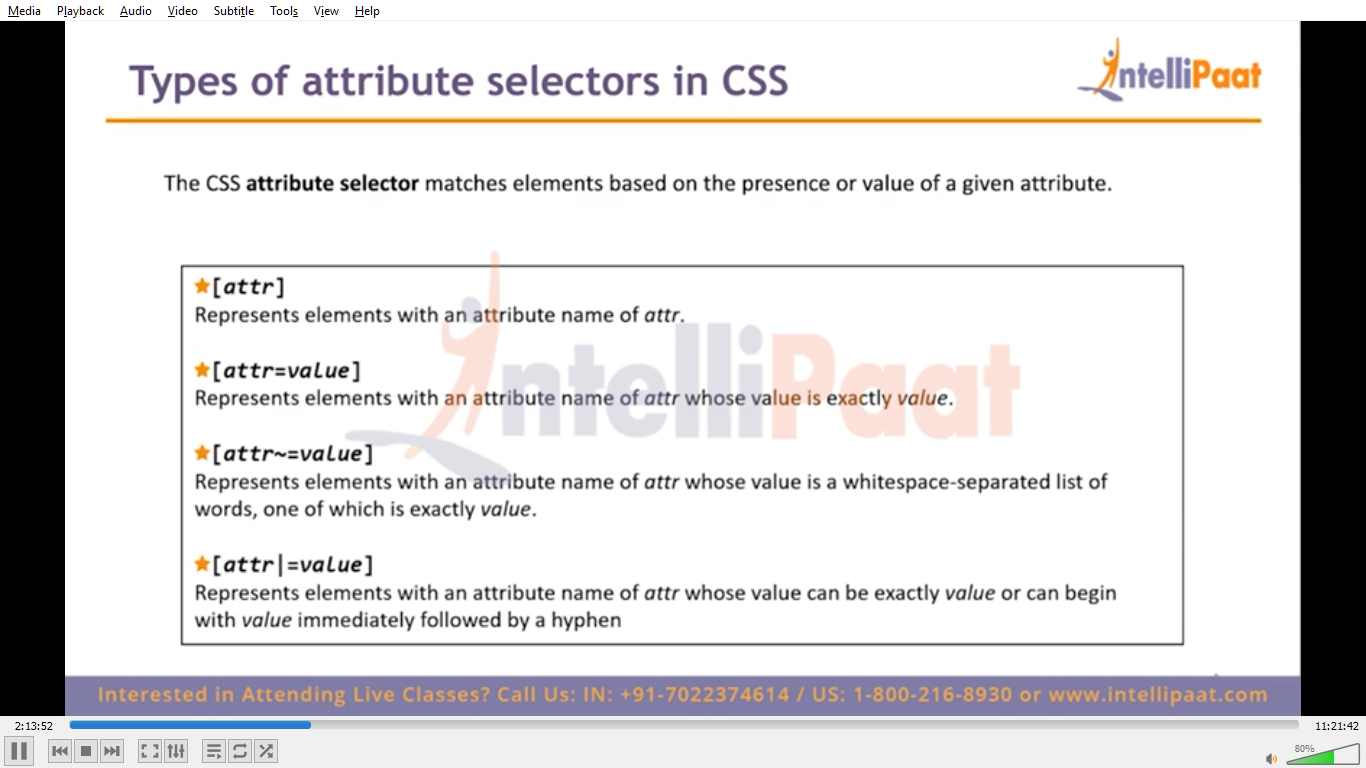 Media Playback Audio Video Subtitle Tools View Help
Types of attribute selectors in CSS
IntelliPaat
The CSS attribute selector matches elements based on the presence or value of a given attribute.
IntelliPaat
[attr]
Represents elements with an attribute name of attr.
[attr=value]
Represents elements with an attribute name of attr whose value is exactly value.
[attr~=value]
Represents elements with an attribute name of attr whose value is a whitespace-separated list of
words, one of which is exactly value.
[attr|=value]
Represents elements with an attribute name of attr whose value can be exactly value or can begin
with value immediately followed by a hyphen
Interested in Attending Live Classes? Call Us: IN: +91-7022374614 / US: 1-800-216-8930 or www.intellipaat.com
2:13:52 11:21:42
80%